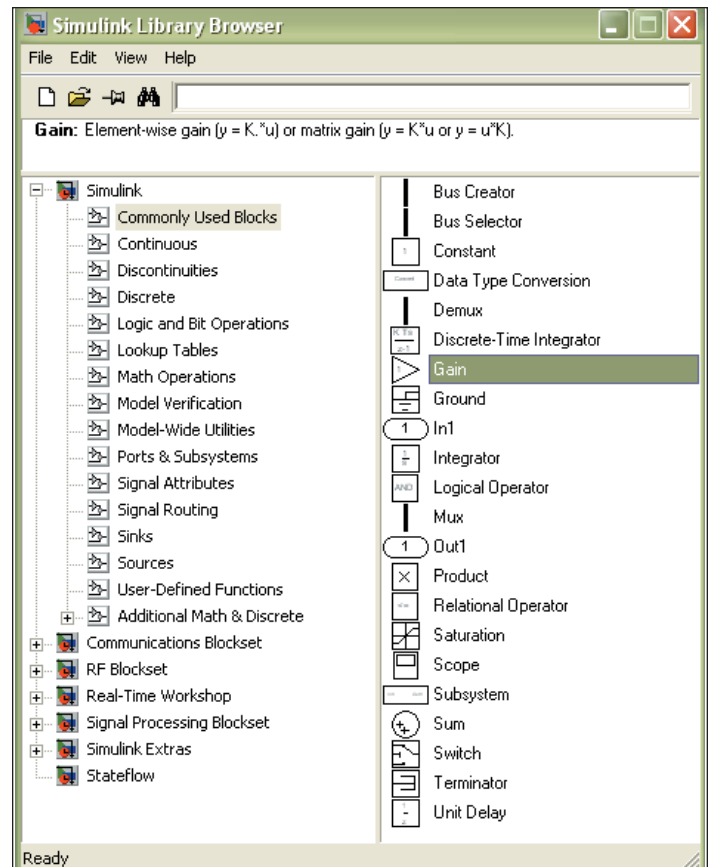 Simulink Library Browser
File Edit View Help
Gain: Element-wise gain (y = K.*u) or matrix gain (y = K*u or y = u*K).
Simulink
Commonly Used Blocks
Continuous
Discontinuities
Discrete
Logic and Bit Operations
Lookup Tables
Math Operations
Model Verification
Model-Wide Utilities
Ports & Subsystems
Signal Attributes
Signal Routing
Sinks
Sources
User-Defined Functions
Additional Math & Discrete
Communications Blockset
RF Blockset
Real-Time Workshop
Signal Processing Blockset
Simulink Extras
Stateflow
Bus Creator
Bus Selector
1 Constant
Convert Data Type Conversion
Demux
K Ts
z-1
Discrete-Time Integrator
1 Gain
Ground
1 In1
1
s
Integrator
AND Logical Operator
Mux
1 Out1
Product
Relational Operator
Saturation
Scope
Subsystem
Sum
Switch
Terminator
1
z
Unit Delay
Ready